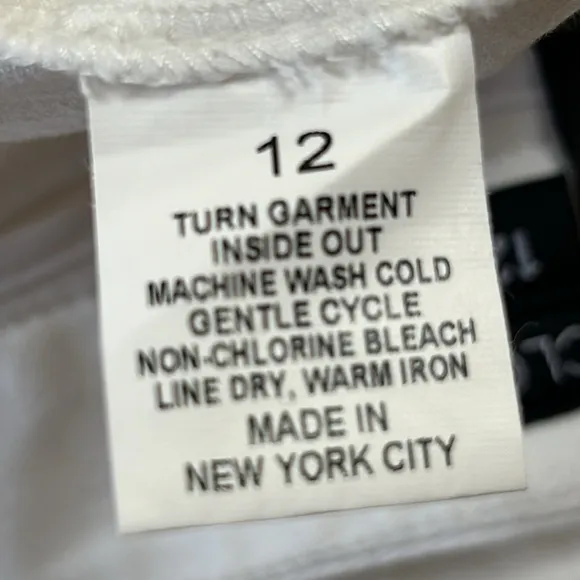 12
TURN GARMENT
INSIDE OUT
MACHINE WASH COLD
GENTLE CYCLE
NON-CHLORINE BLEACH
LINE DRY, WARM IRON
MADE IN
NEW YORK CITY
12